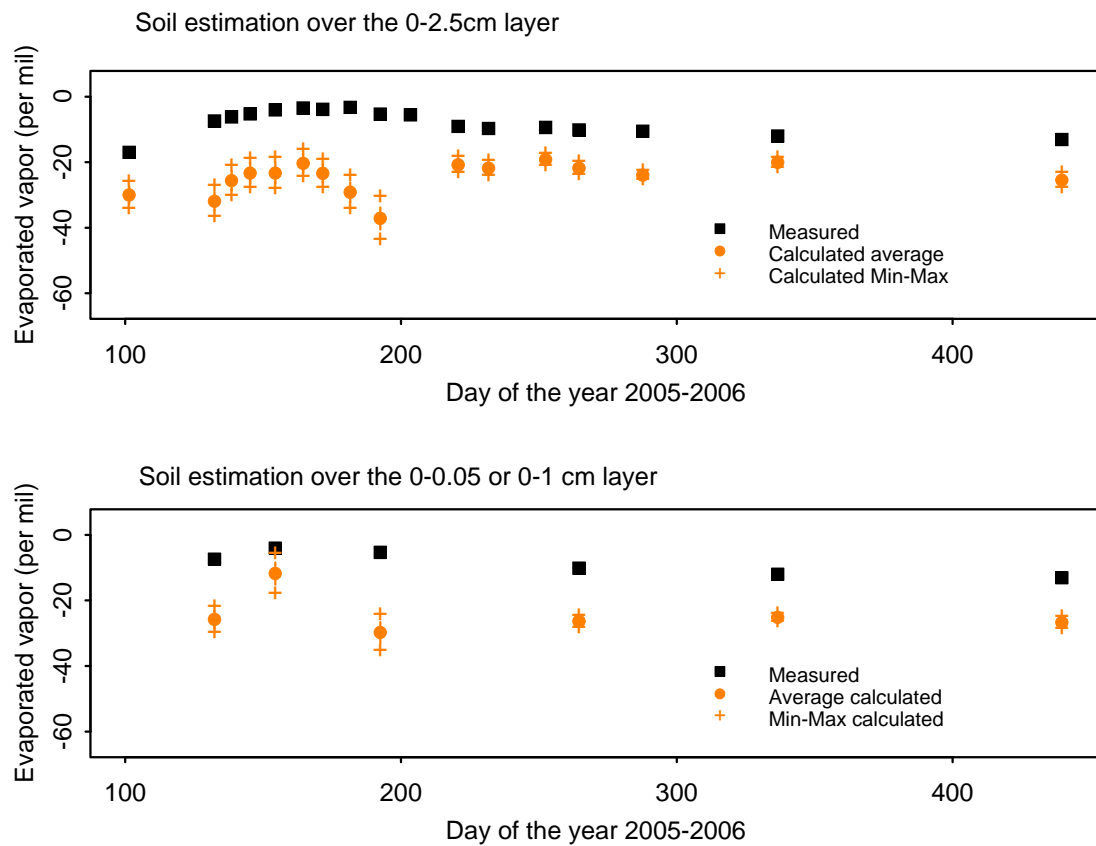 Soil estimation over the 0-2.5cm layer
Evaporated vapor (per mil)
0
-20
-40
-60
Measured
Calculated average
Calculated Min-Max
100 200 300 400
Day of the year 2005-2006
Soil estimation over the 0-0.05 or 0-1 cm layer
Evaporated vapor (per mil)
0
-20
-40
-60
Measured
Average calculated
Min-Max calculated
100 200 300 400
Day of the year 2005-2006